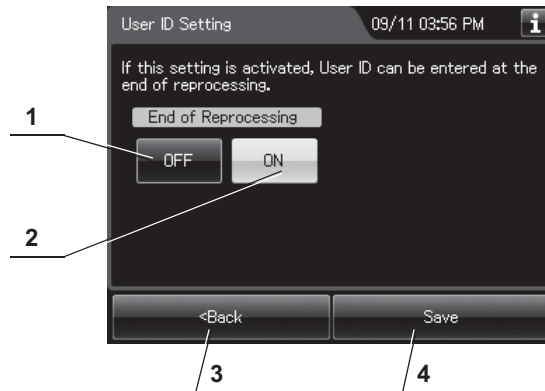 User ID Setting
09/11 03:56 PM
i
If this setting is activated, User ID can be entered at the
end of reprocessing.
1
End of Reprocessing
OFF
ON
2
<Back
Save
3
4